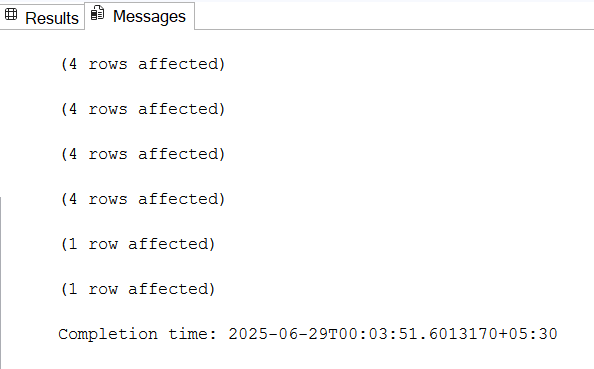 Results Messages
(4 rows affected)
(4 rows affected)
(4 rows affected)
(4 rows affected)
(1 row affected)
(1 row affected)
Completion time: 2025-06-29T00:03:51.6013170+05:30